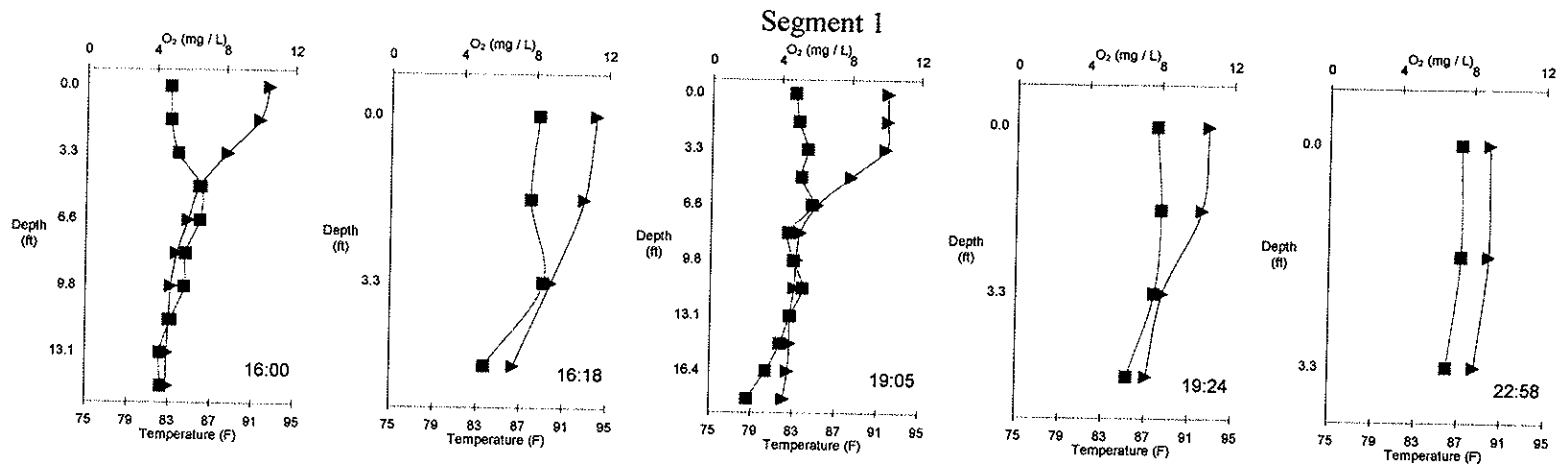 Segment 1
O₂ (mg / L)
0 4 8 12
0.0
3.3
6.6
9.8
13.1
Depth
(ft)
16:00
75 79 83 87 91 95
Temperature (F)
O₂ (mg / L)
0 4 8 12
0.0
3.3
Depth
(ft)
16:18
75 79 83 87 91 95
Temperature (F)
O₂ (mg / L)
0 4 8 12
0.0
3.3
6.6
9.8
13.1
16.4
Depth
(ft)
19:05
75 79 83 87 91 95
Temperature (F)
O₂ (mg / L)
0 4 8 12
0.0
3.3
Depth
(ft)
19:24
75 79 83 87 91 95
Temperature (F)
O₂ (mg / L)
0 4 8 12
0.0
3.3
Depth
(ft)
22:58
75 79 83 87 91 95
Temperature (F)